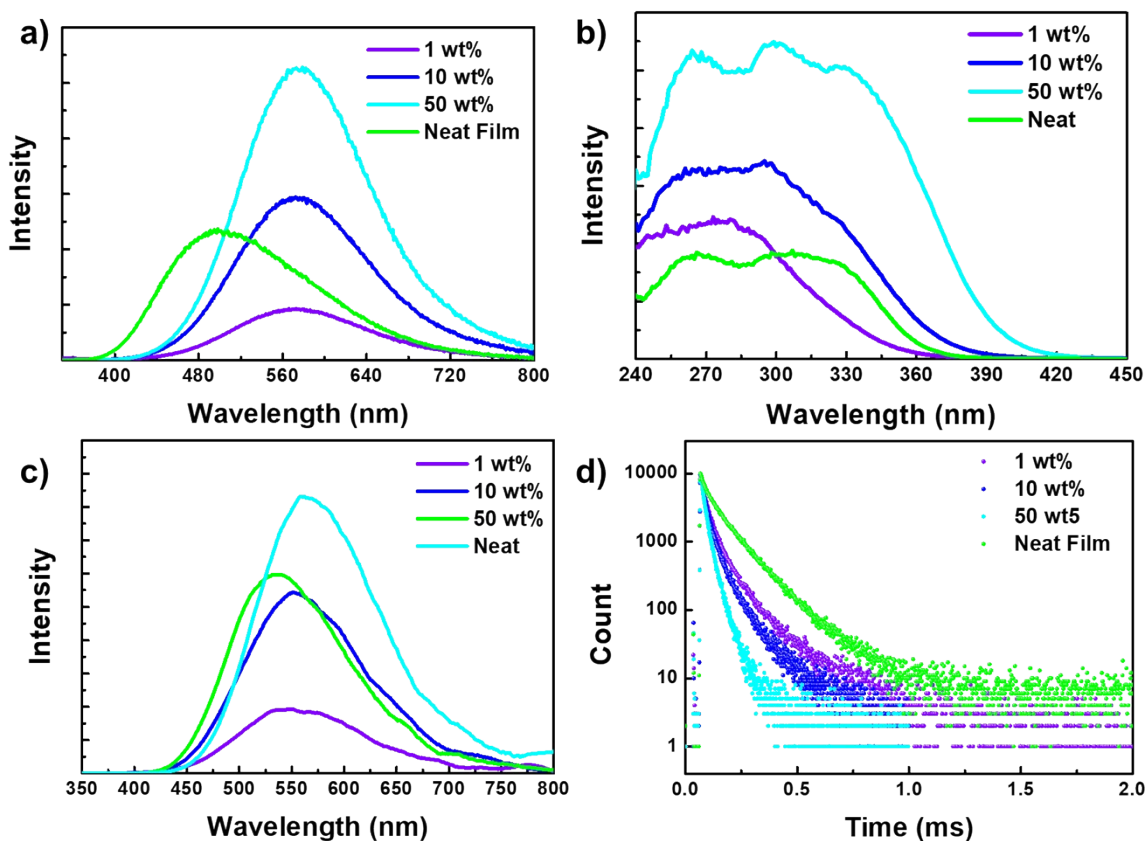 a)
1 wt%
10 wt%
50 wt%
Neat Film
Intensity
400 480 560 640 720 800
Wavelength (nm)
b)
1 wt%
10 wt%
50 wt%
Neat
Intensity
240 270 300 330 360 390 420 450
Wavelength (nm)
c)
1 wt%
10 wt%
50 wt%
Neat
Intensity
350 400 450 500 550 600 650 700 750 800
Wavelength (nm)
d)
1 wt%
10 wt%
50 wt5
Neat Film
Count
10000
1000
100
10
1
0.0 0.5 1.0 1.5 2.0
Time (ms)